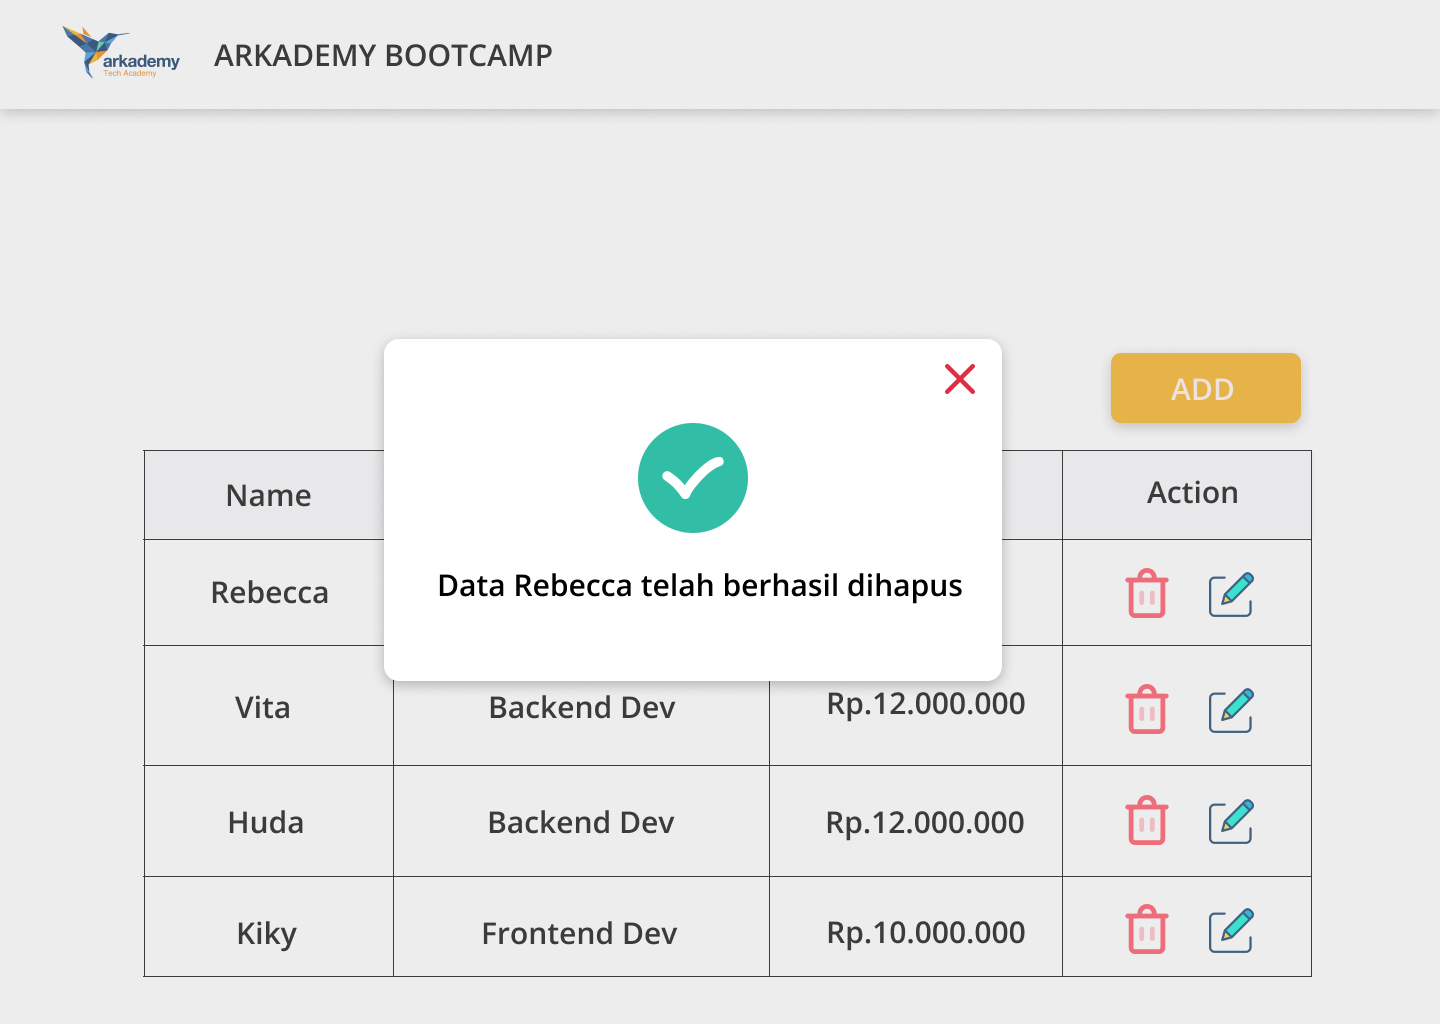 arkademy
Tech Academy
ARKADEMY BOOTCAMP
ADD
Name
Action
Rebecca
Data Rebecca telah berhasil dihapus
Vita
Backend Dev
Rp.12.000.000
Huda
Backend Dev
Rp.12.000.000
Kiky
Frontend Dev
Rp.10.000.000